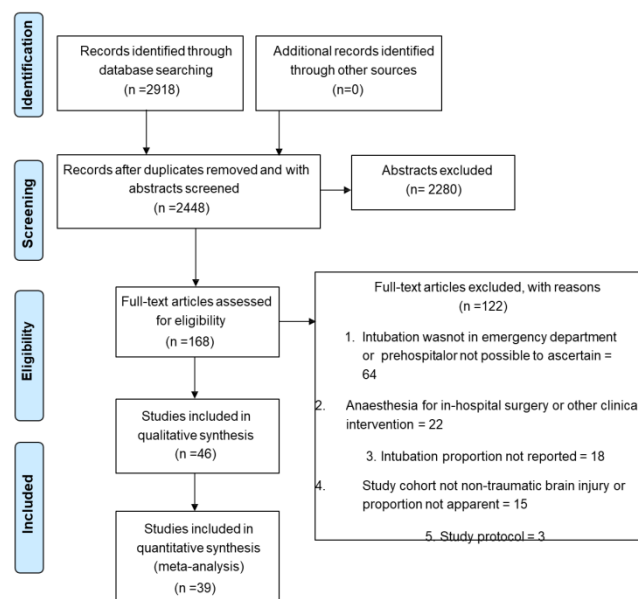 Identification
Records identified through
database searching
(n =2918)
Additional records identified
through other sources
(n=0)
Screening
Records after duplicates removed and with
abstracts screened
(n =2448)
Abstracts excluded
(n= 2280)
Eligibility
Full-text articles assessed
for eligibility
(n =168)
Full-text articles excluded, with reasons
(n =122)
1. Intubation wasnot in emergency department
or prehospitalor not possible to ascertain =
64
2. Anaesthesia for in-hospital surgery or other clinical
intervention = 22
3. Intubation proportion not reported = 18
4. Study cohort not non-traumatic brain injury or
proportion not apparent = 15
5. Study protocol = 3
Included
Studies included in
qualitative synthesis
(n =46)
Studies included in
quantitative synthesis
(meta-analysis)
(n =39)